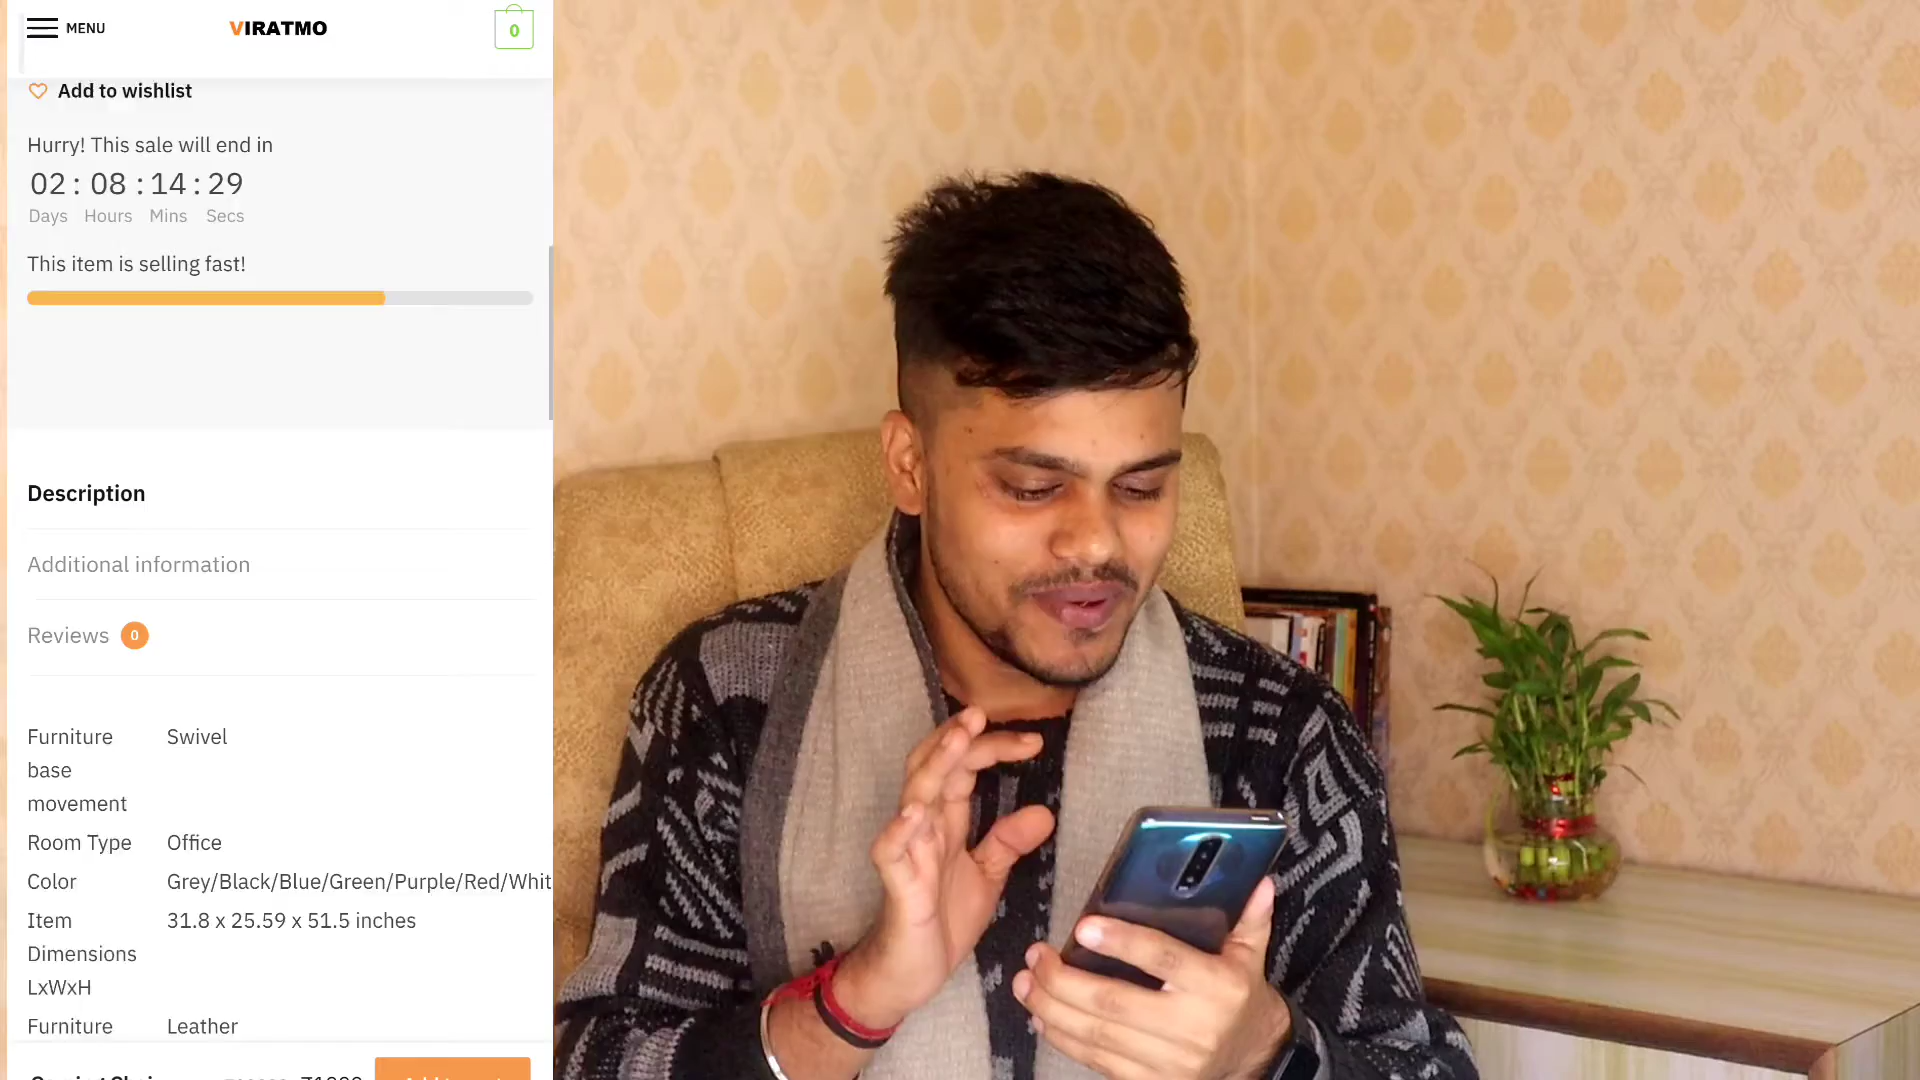 MENU
VIRATMO
0
Add to wishlist
Hurry! This sale will end in
02 : 08 : 14 : 29
Days Hours Mins Secs
This item is selling fast!
Description
Additional information
Reviews 0
Furniture base movement Swivel
Room Type Office
Color Grey/Black/Blue/Green/Purple/Red/Whit
Item Dimensions LxWxH 31.8 x 25.59 x 51.5 inches
Furniture Leather